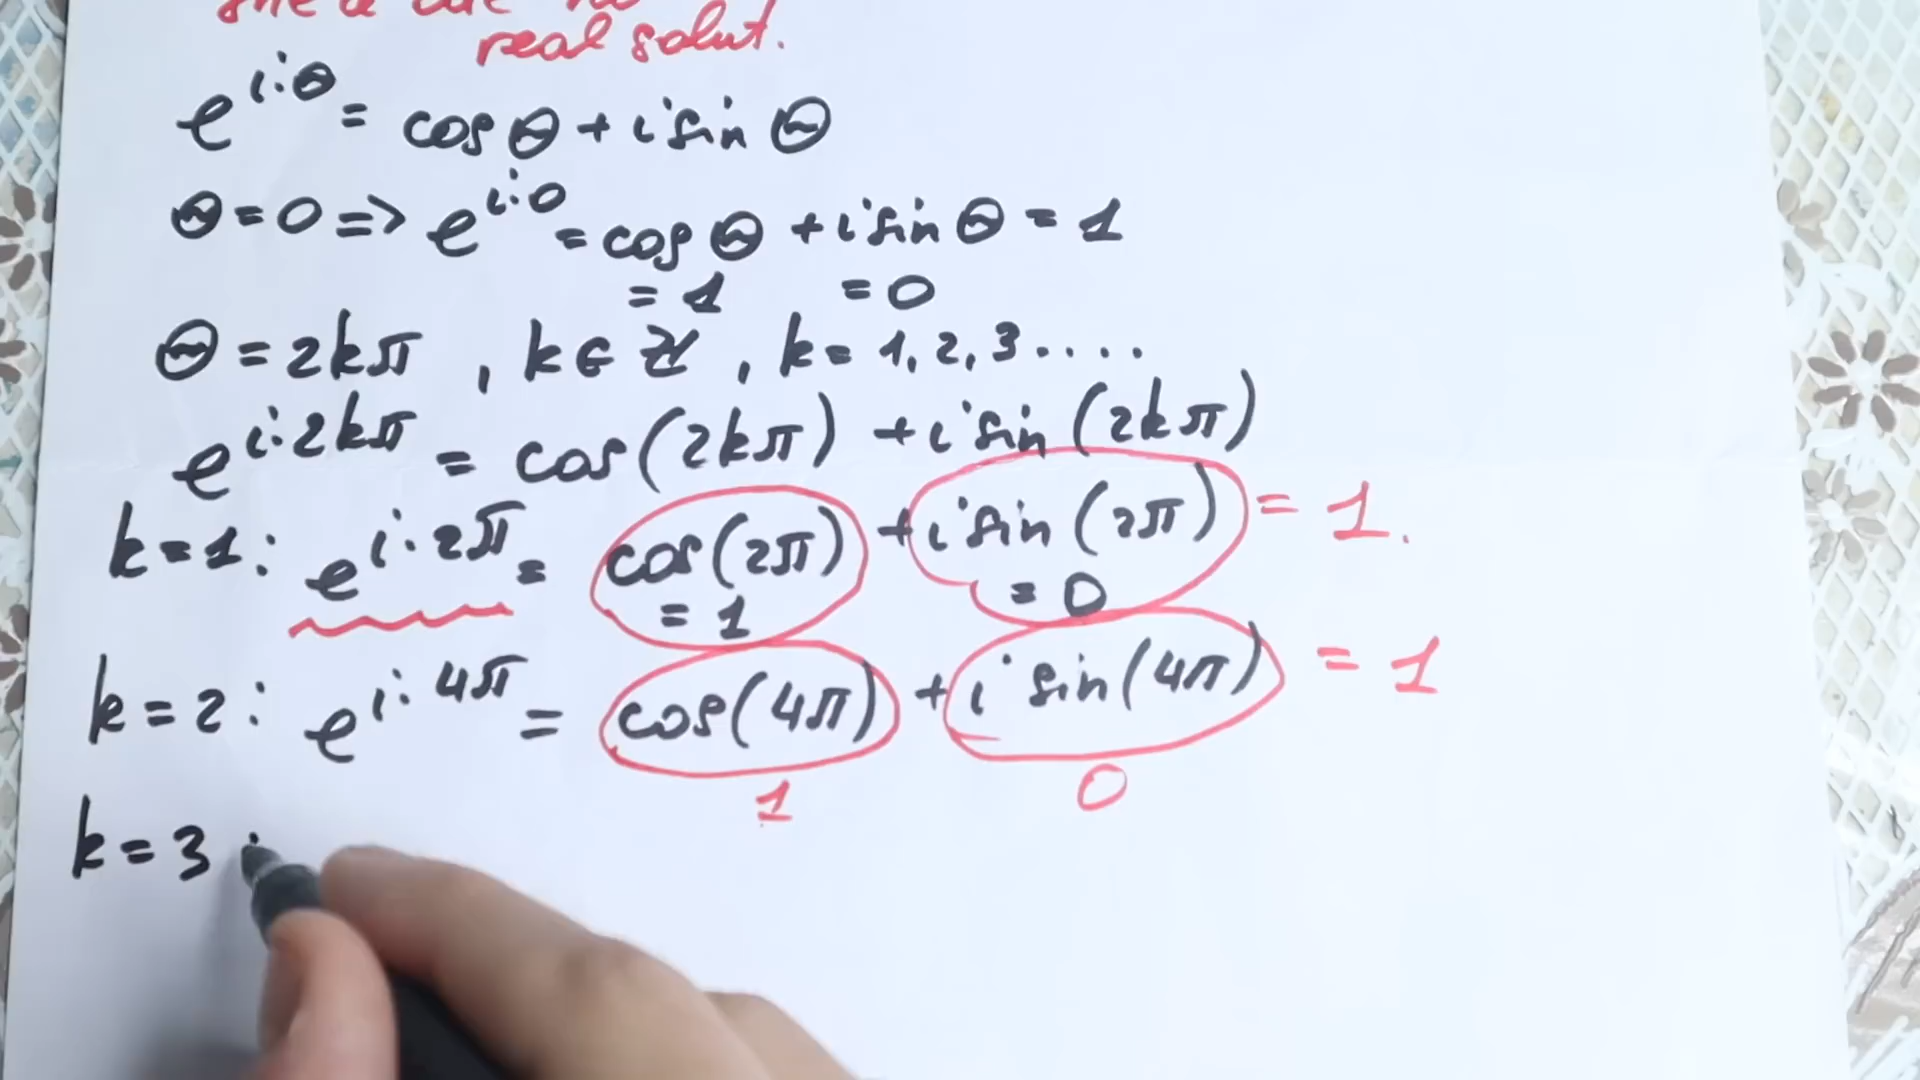 real solut.
e^{i·θ} = cos θ + i sin θ
θ = 0 => e^{i·0} = cos θ + i sin θ = 1
= 1 = 0
θ = 2kπ , k ∈ Z , k = 1, 2, 3 ....
e^{i·2kπ} = cos(2kπ) + i sin(2kπ)
k = 1 : e^{i·2π} = cos(2π) + i sin(2π) = 1.
= 1 = 0
k = 2 : e^{i·4π} = cos(4π) + i sin(4π) = 1
1 0
k = 3 :